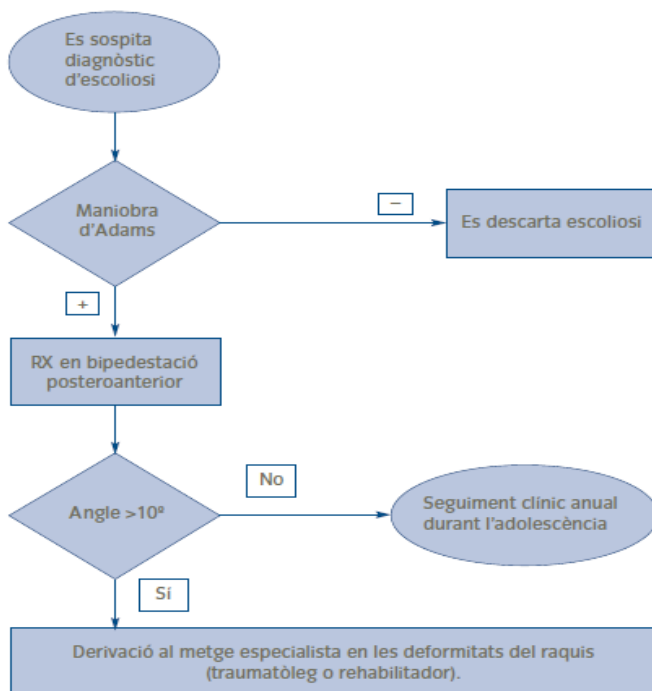 Es sospita
diagnòstic
d'escoliosi
Maniobra
d'Adams
–
Es descarta escoliosi
+
RX en bipedestació
posteroanterior
Angle >10º
No
Seguiment clínic anual
durant l'adolescència
Sí
Derivació al metge especialista en les deformitats del raquis
(traumatòleg o rehabilitador).